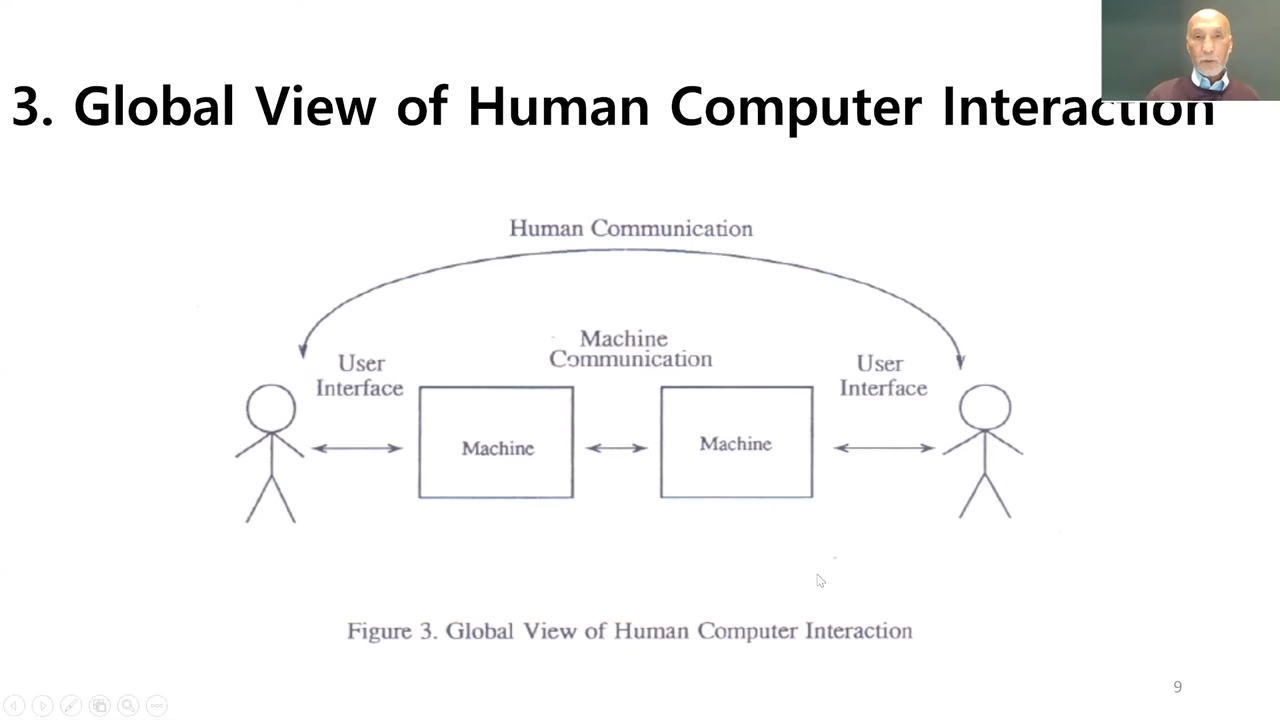 3. Global View of Human Computer Interaction
Human Communication
Machine
Communication
User
Interface
User
Interface
Machine
Machine
Figure 3. Global View of Human Computer Interaction
9